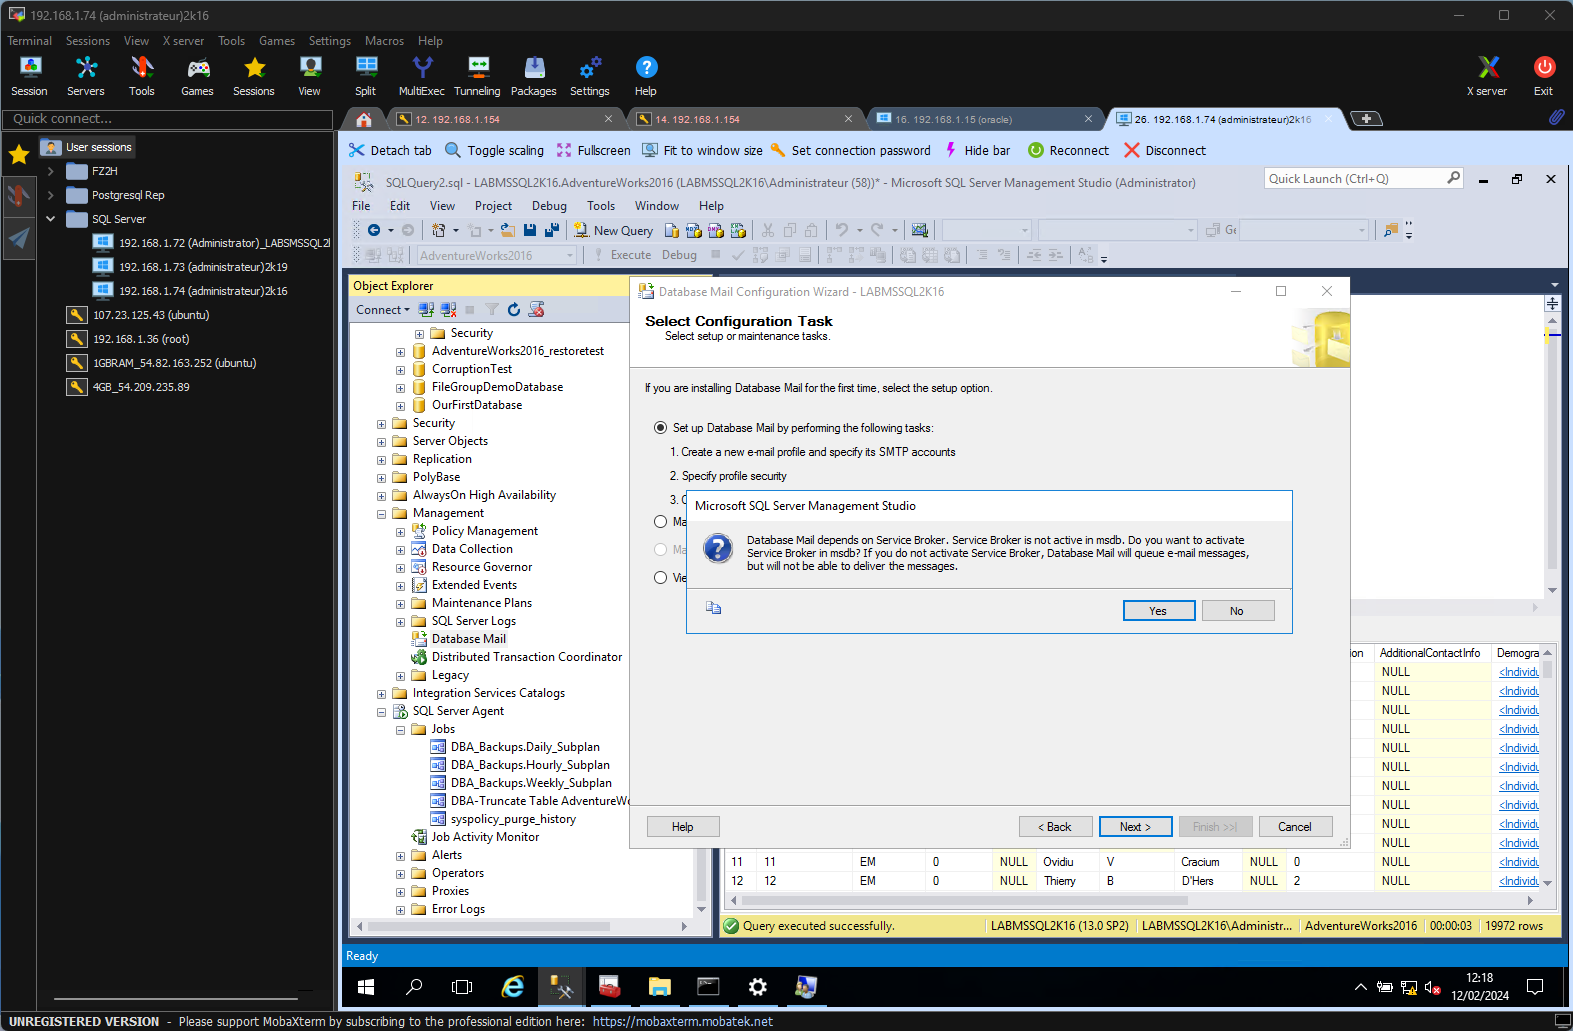 192.168.1.74 (administrateur)2k16
Terminal Sessions View X server Tools Games Settings Macros Help
Session Servers Tools Games Sessions View Split MultiExec Tunneling Packages Settings Help X server Exit
Quick connect...
12. 192.168.1.154
14. 192.168.1.154
16. 192.168.1.15 (oracle)
26. 192.168.1.74 (administrateur)2k16
User sessions
FZ2H
Postgresql Rep
SQL Server
192.168.1.72 (Administrator)_LABSMSSQL2
192.168.1.73 (administrateur)2k19
192.168.1.74 (administrateur)2k16
107.23.125.43 (ubuntu)
192.168.1.36 (root)
1GBRAM_54.82.163.252 (ubuntu)
4GB_54.209.235.89
Detach tab Toggle scaling Fullscreen Fit to window size Set connection password Hide bar Reconnect Disconnect
SQLQuery2.sql - LABMSSQL2K16.AdventureWorks2016 (LABMSSQL2K16\Administrateur (58))* - Microsoft SQL Server Management Studio (Administrator)
Quick Launch (Ctrl+Q)
File Edit View Project Debug Tools Window Help
New Query
Ge
AdventureWorks2016
Execute Debug
Object Explorer
Connect
Security
AdventureWorks2016_restoretest
CorruptionTest
FileGroupDemoDatabase
OurFirstDatabase
Security
Server Objects
Replication
PolyBase
AlwaysOn High Availability
Management
Policy Management
Data Collection
Resource Governor
Extended Events
Maintenance Plans
SQL Server Logs
Database Mail
Distributed Transaction Coordinator
Legacy
Integration Services Catalogs
SQL Server Agent
Jobs
DBA_Backups.Daily_Subplan
DBA_Backups.Hourly_Subplan
DBA_Backups.Weekly_Subplan
DBA-Truncate Table AdventureWo
syspolicy_purge_history
Job Activity Monitor
Alerts
Operators
Proxies
Error Logs
Database Mail Configuration Wizard - LABMSSQL2K16
Select Configuration Task
Select setup or maintenance tasks.
If you are installing Database Mail for the first time, select the setup option.
Set up Database Mail by performing the following tasks:
1. Create a new e-mail profile and specify its SMTP accounts
2. Specify profile security
3. C
Ma
Ma
Vie
Microsoft SQL Server Management Studio
Database Mail depends on Service Broker. Service Broker is not active in msdb. Do you want to activate
Service Broker in msdb? If you do not activate Service Broker, Database Mail will queue e-mail messages,
but will not be able to deliver the messages.
Yes No
Help < Back Next > Finish >>| Cancel
ion AdditionalContactInfo Demogra
NULL <Individu
NULL <Individu
NULL <Individu
NULL <Individu
NULL <Individu
NULL <Individu
NULL <Individu
NULL <Individu
NULL <Individu
NULL <Individu
11 11 EM 0 NULL Ovidiu V Cracium NULL 0 NULL <Individu
12 12 EM 0 NULL Thierry B D'Hers NULL 2 NULL <Individu
Query executed successfully. LABMSSQL2K16 (13.0 SP2) LABMSSQL2K16\Administr... AdventureWorks2016 00:00:03 19972 rows
Ready
12:18
12/02/2024
UNREGISTERED VERSION - Please support MobaXterm by subscribing to the professional edition here: https://mobaxterm.mobatek.net